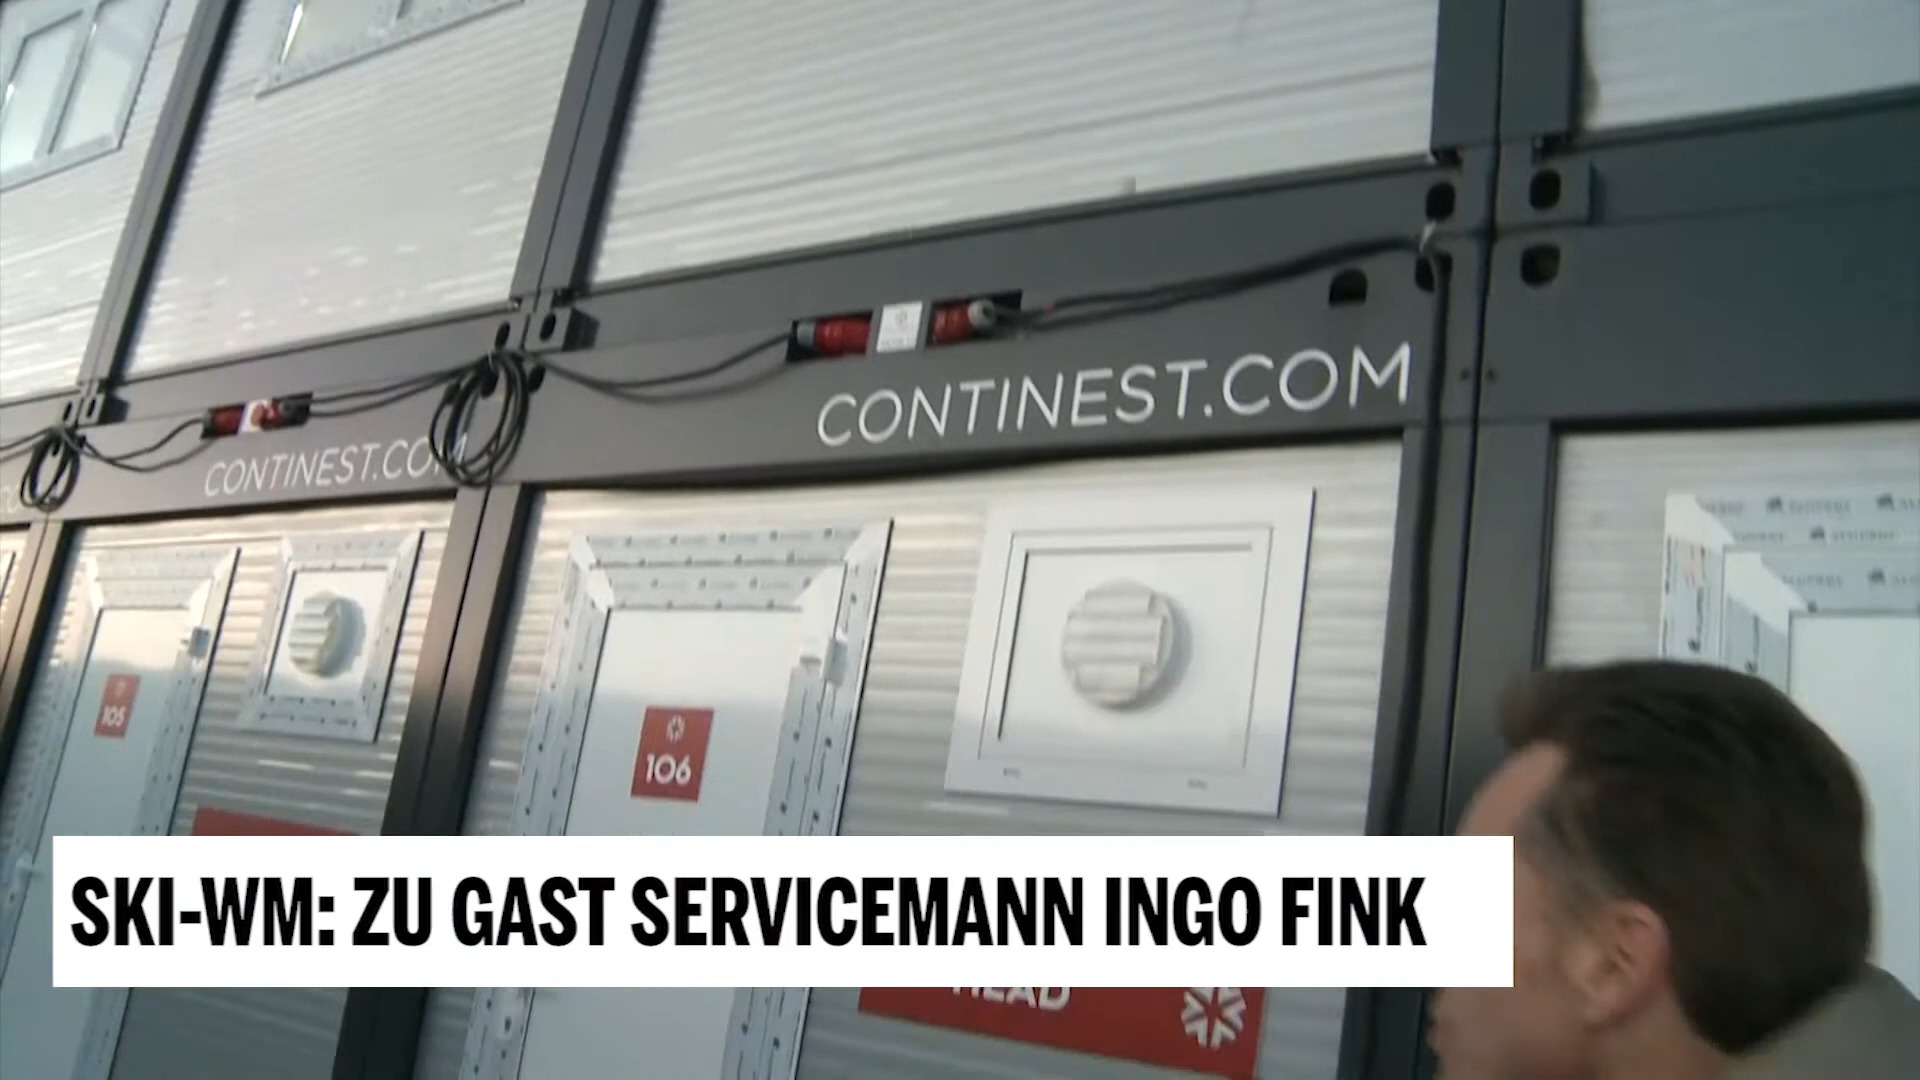 CONTINEST.COM
CONTINEST.COM
105
106
SKI-WM: ZU GAST SERVICEMANN INGO FINK
HEAD